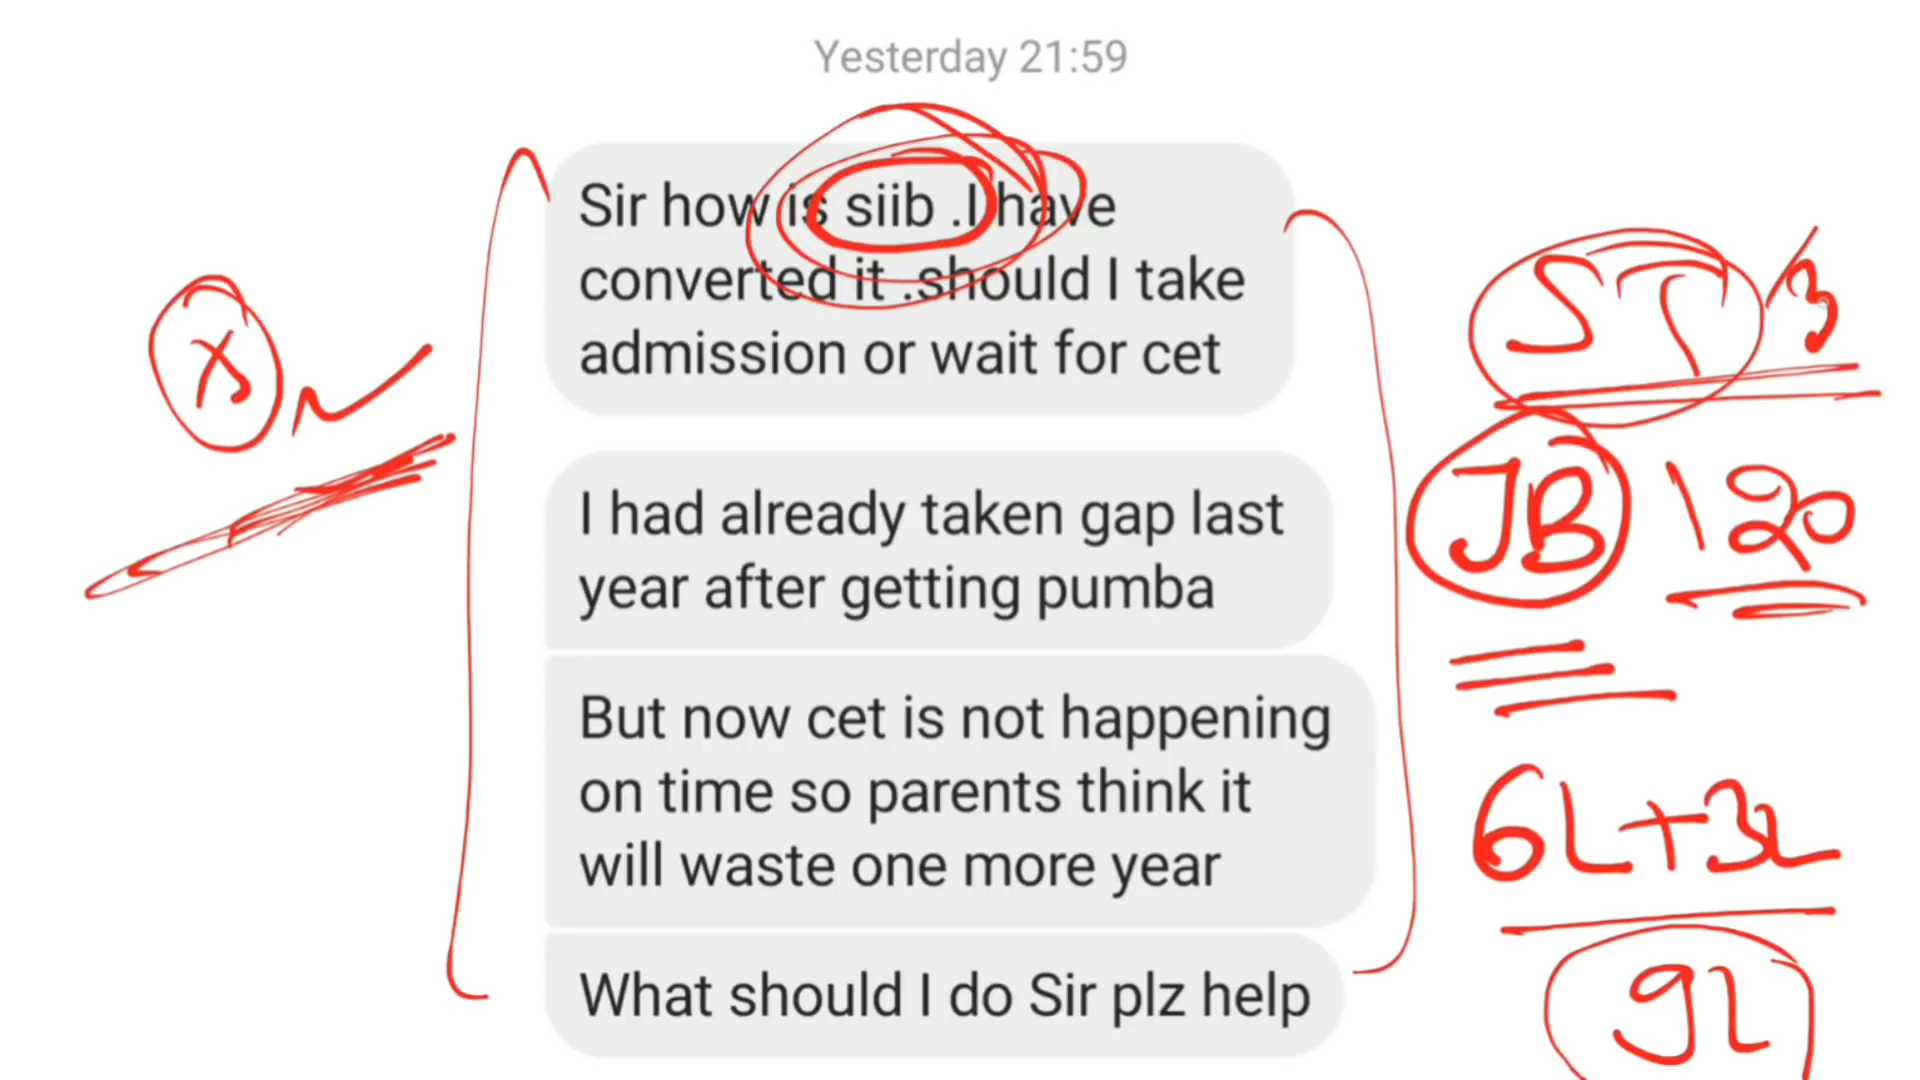 Yesterday 21:59
Sir how is siib .I have
converted it .should I take
admission or wait for cet
I had already taken gap last
year after getting pumba
But now cet is not happening
on time so parents think it
will waste one more year
What should I do Sir plz help
X
ST/3
JB \ 20
6L+3L
9L